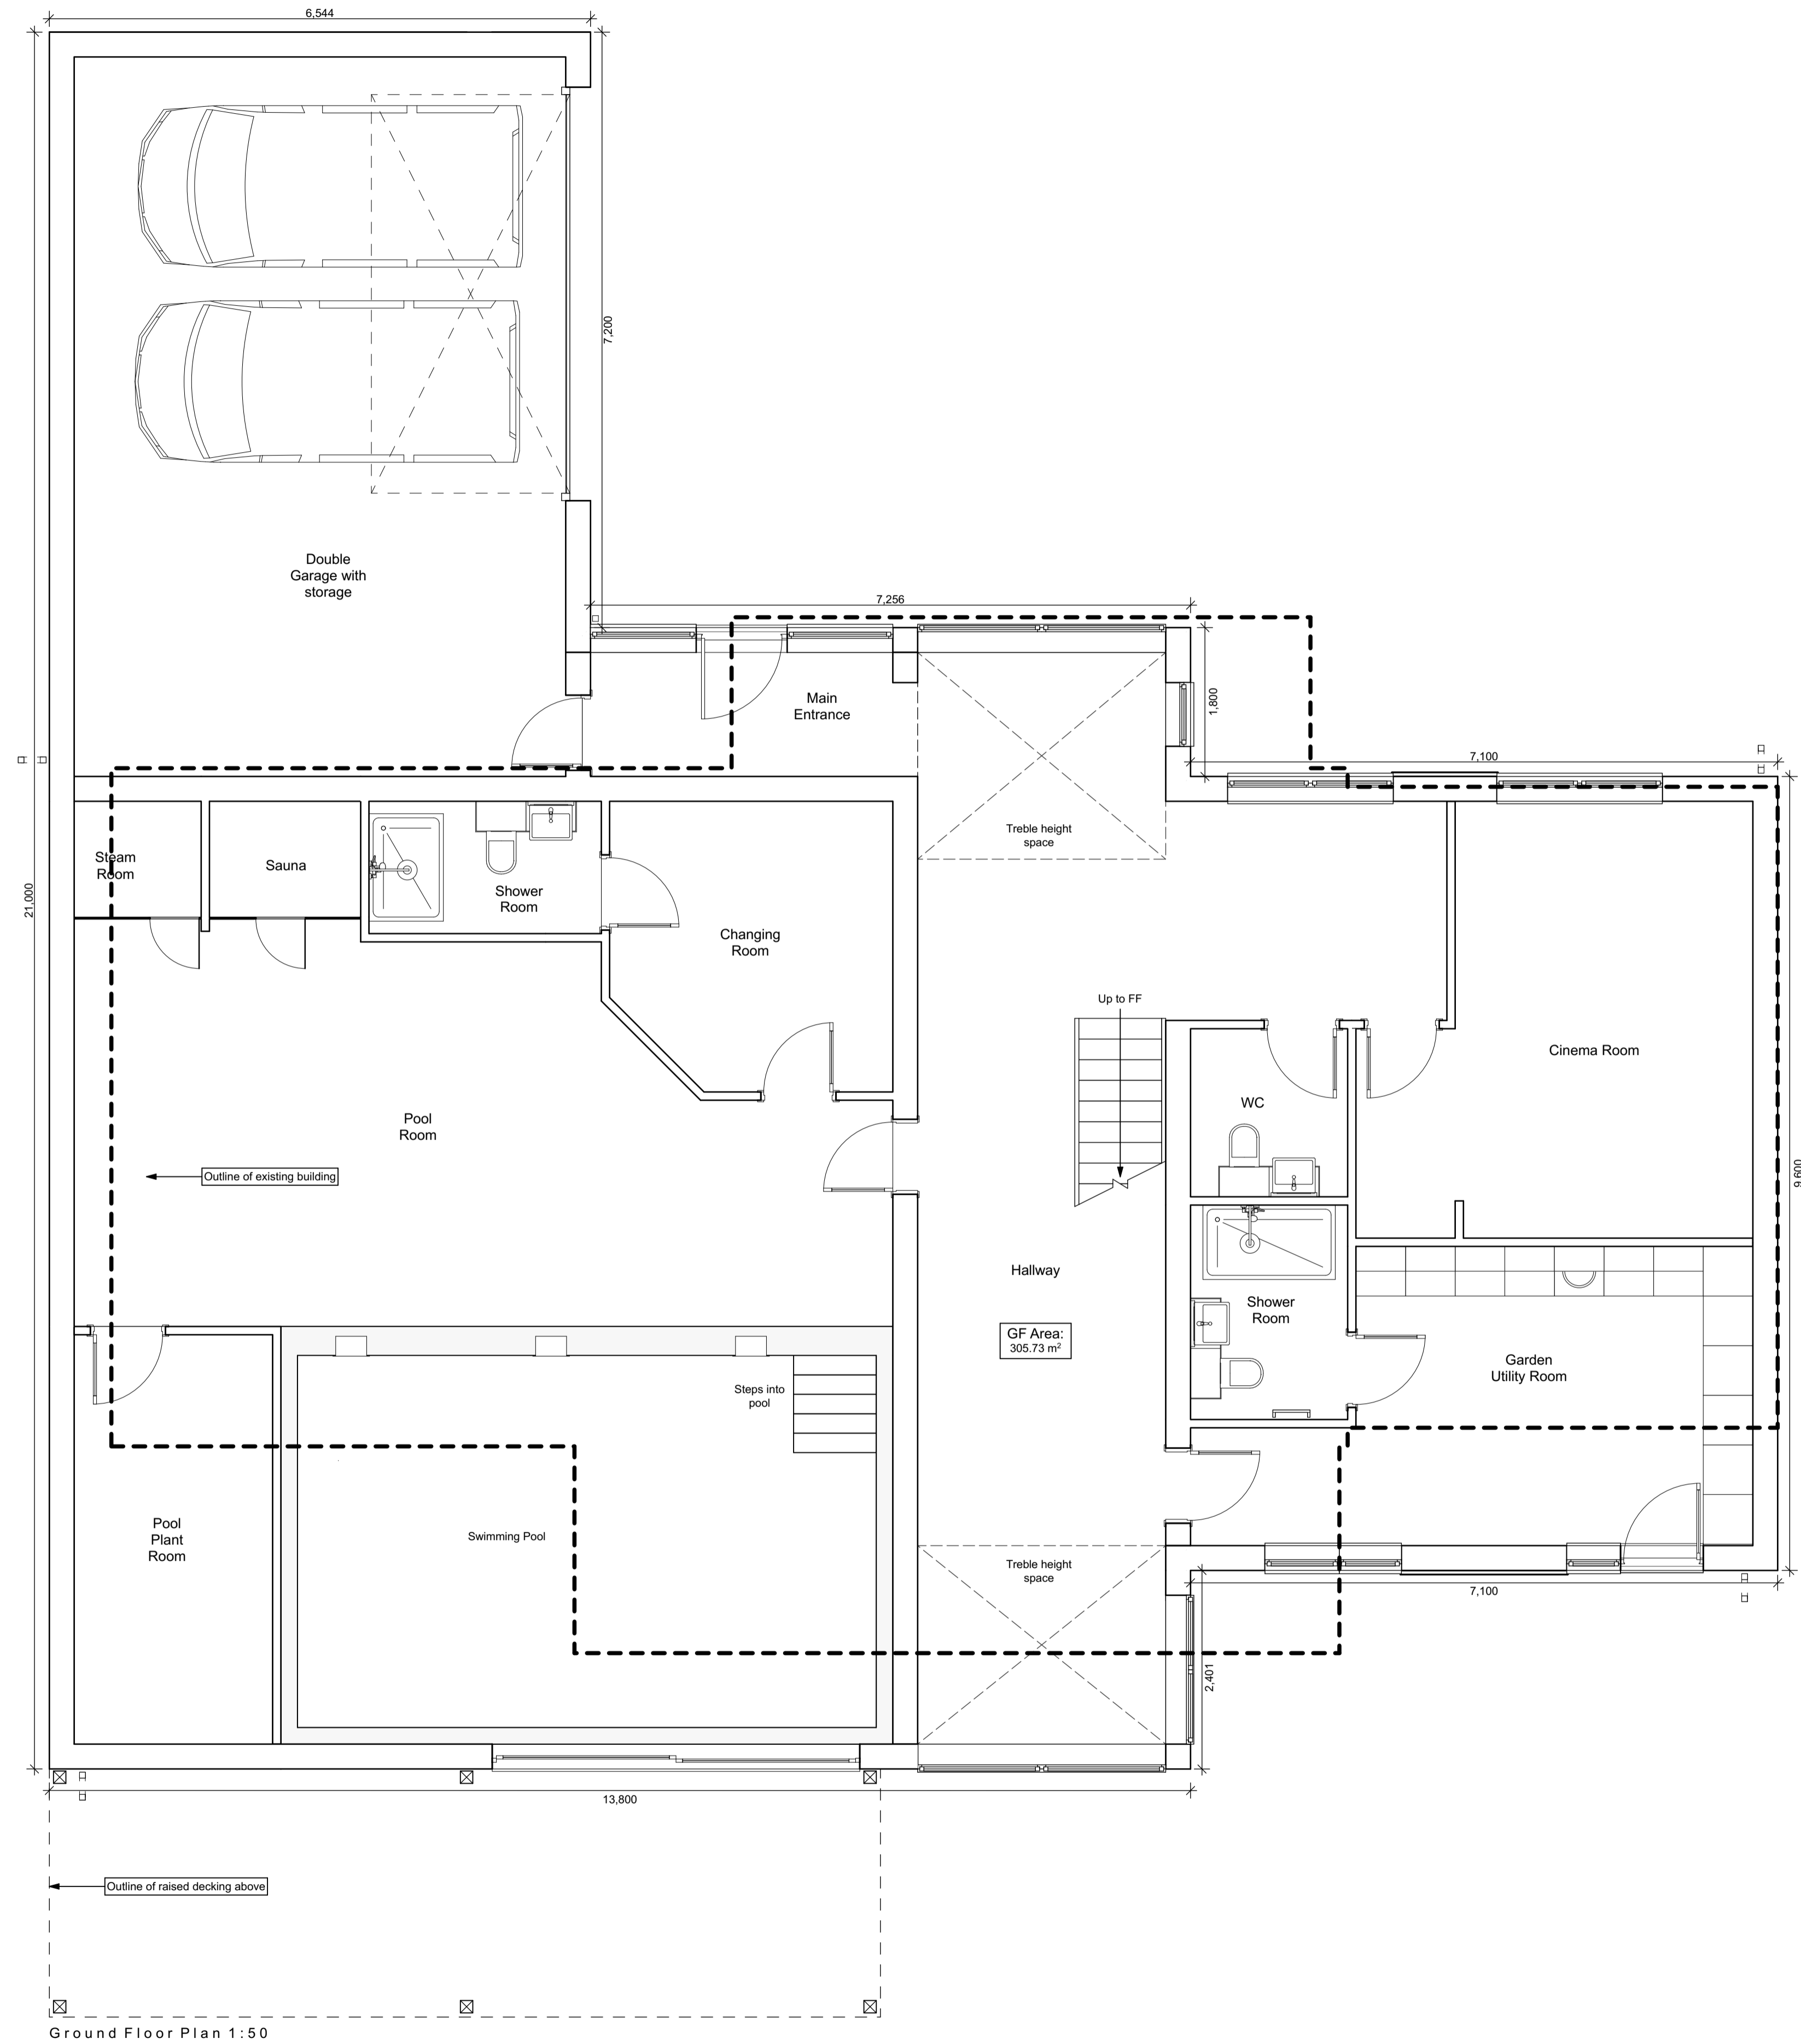 6,544
7,200
Double
Garage with
storage
7,256
Main
Entrance
1,800
7,100
Treble height
space
Steam
Room
Sauna
Shower
Room
Changing
Room
21,000
Up to FF
Cinema Room
WC
Pool
Room
Outline of existing building
9,600
Hallway
GF Area:
305.73 m²
Shower
Room
Garden
Utility Room
Steps into
pool
Pool
Plant
Room
Swimming Pool
Treble height
space
7,100
2,401
13,800
Outline of raised decking above
Ground Floor Plan 1:50